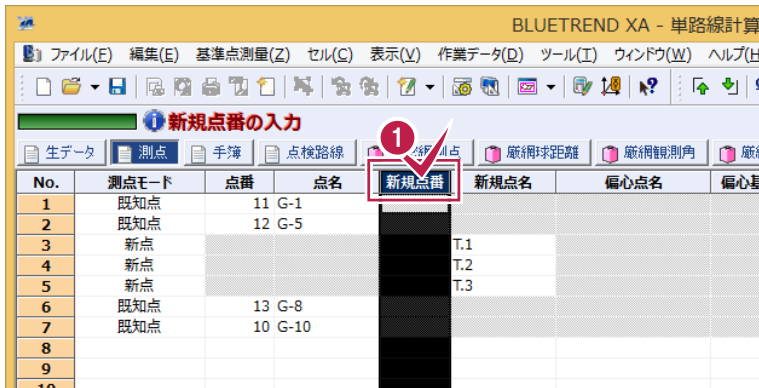 BLUETREND XA - 単路線計算
ファイル(F) 編集(E) 基準点測量(Z) セル(C) 表示(V) 作業データ(D) ツール(T) ウィンドウ(W) ヘルプ(H
新規点番の入力
1
生データ 測点 手簿 点検路線 点 厳網球距離 厳網観測角 厳
No. 測点モード 点番 点名 新規点番 新規点名 偏心点名 偏心基
1 既知点 11 G-1
2 既知点 12 G-5
3 新点 T.1
4 新点 T.2
5 新点 T.3
6 既知点 13 G-8
7 既知点 10 G-10
8
9
10